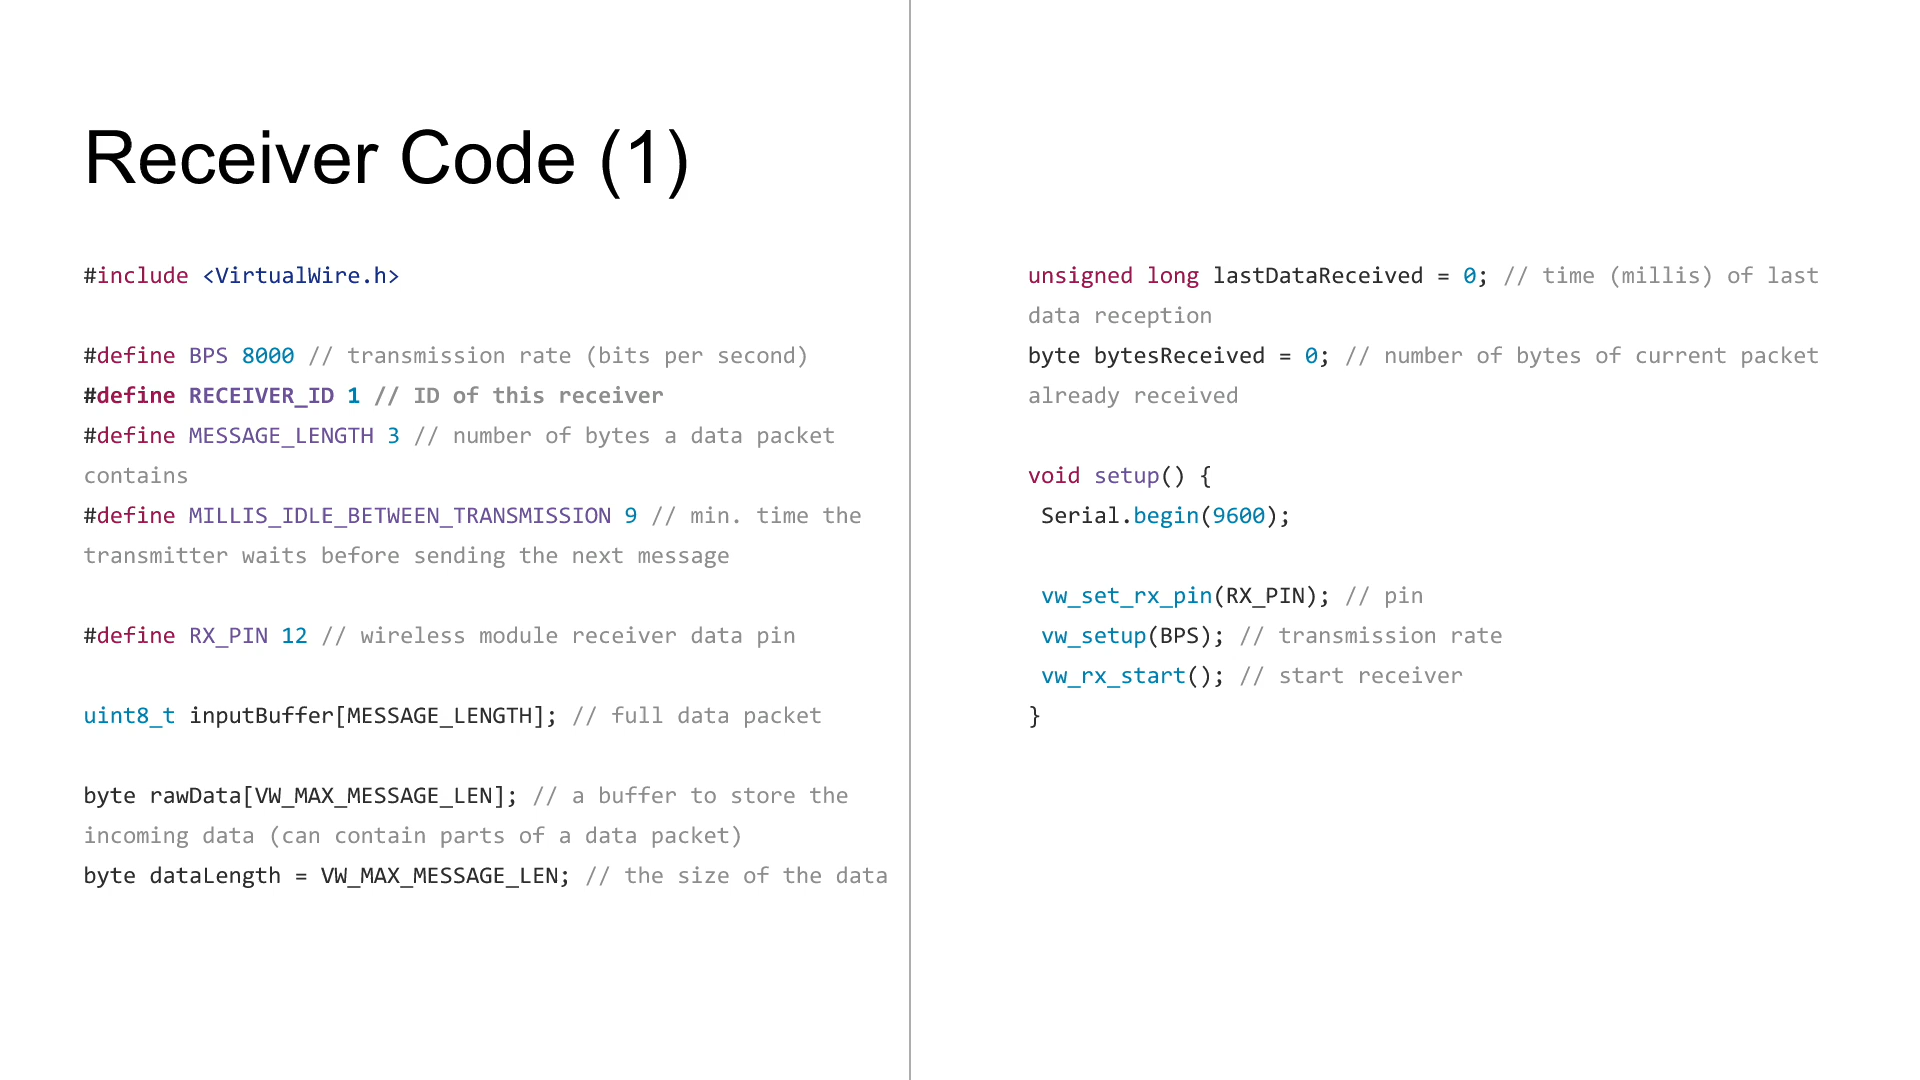 Receiver Code (1)
#include <VirtualWire.h>
#define BPS 8000 // transmission rate (bits per second)
#define RECEIVER_ID 1 // ID of this receiver
#define MESSAGE_LENGTH 3 // number of bytes a data packet
contains
#define MILLIS_IDLE_BETWEEN_TRANSMISSION 9 // min. time the
transmitter waits before sending the next message
#define RX_PIN 12 // wireless module receiver data pin
uint8_t inputBuffer[MESSAGE_LENGTH]; // full data packet
byte rawData[VW_MAX_MESSAGE_LEN]; // a buffer to store the
incoming data (can contain parts of a data packet)
byte dataLength = VW_MAX_MESSAGE_LEN; // the size of the data
unsigned long lastDataReceived = 0; // time (millis) of last
data reception
byte bytesReceived = 0; // number of bytes of current packet
already received
void setup() {
 Serial.begin(9600);
 vw_set_rx_pin(RX_PIN); // pin
 vw_setup(BPS); // transmission rate
 vw_rx_start(); // start receiver
}